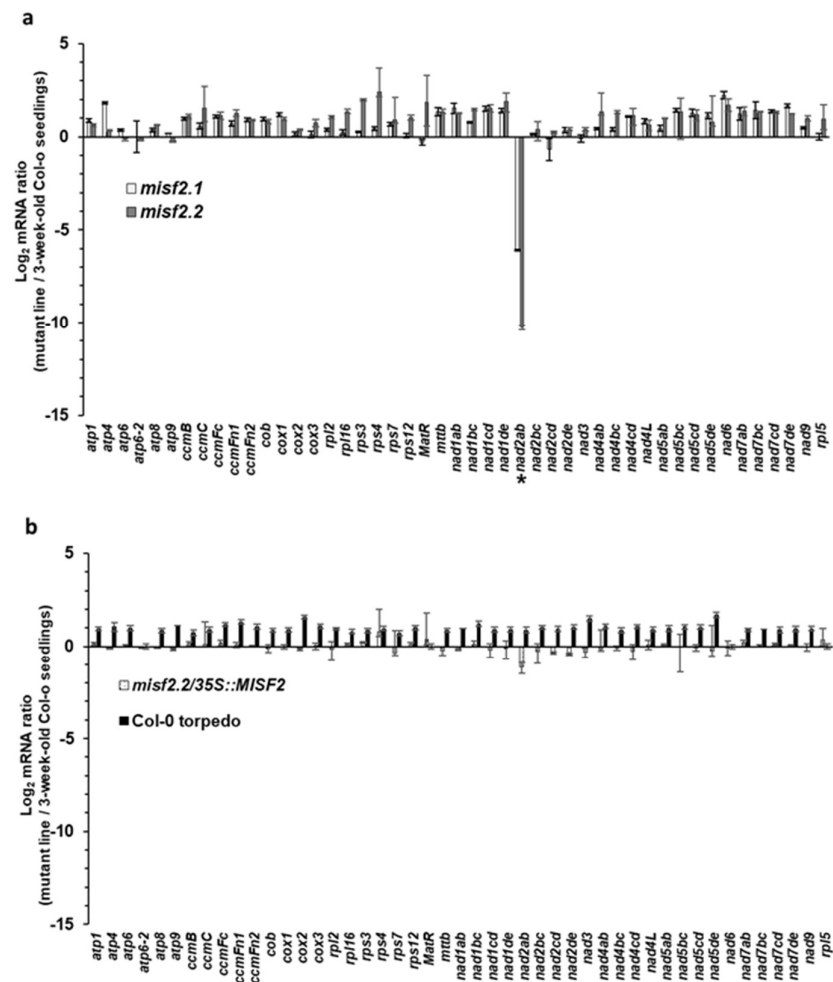 a
5
0
-5
-10
-15
Log2 mRNA ratio
(mutant line / 3-week-old Col-o seedlings)
misf2.1
misf2.2
atp1 atp4 atp6 atp6-2 atp8 atp9 ccmB ccmC ccmFc ccmFn1 ccmFn2 cob cox1 cox2 cox3 rpl2 rpl16 rps3 rps4 rps7 rps12 MatR mttb nad1ab nad1bc nad1cd nad1de nad2ab nad2bc nad2cd nad2de nad3 nad4ab nad4bc nad4cd nad4L nad5ab nad5bc nad5cd nad5de nad6 nad7ab nad7bc nad7cd nad7de nad9 rpl5
*
b
5
0
-5
-10
-15
Log2 mRNA ratio
(mutant line / 3-week-old Col-o seedlings)
misf2.2/35S::MISF2
Col-0 torpedo
atp1 atp4 atp6 atp6-2 atp8 atp9 ccmB ccmC ccmFc ccmFn1 ccmFn2 cob cox1 cox2 cox3 rpl2 rpl16 rps3 rps4 rps7 rps12 MatR mttb nad1ab nad1bc nad1cd nad1de nad2ab nad2bc nad2cd nad2de nad3 nad4ab nad4bc nad4cd nad4L nad5ab nad5bc nad5cd nad5de nad6 nad7ab nad7bc nad7cd nad7de nad9 rpl5